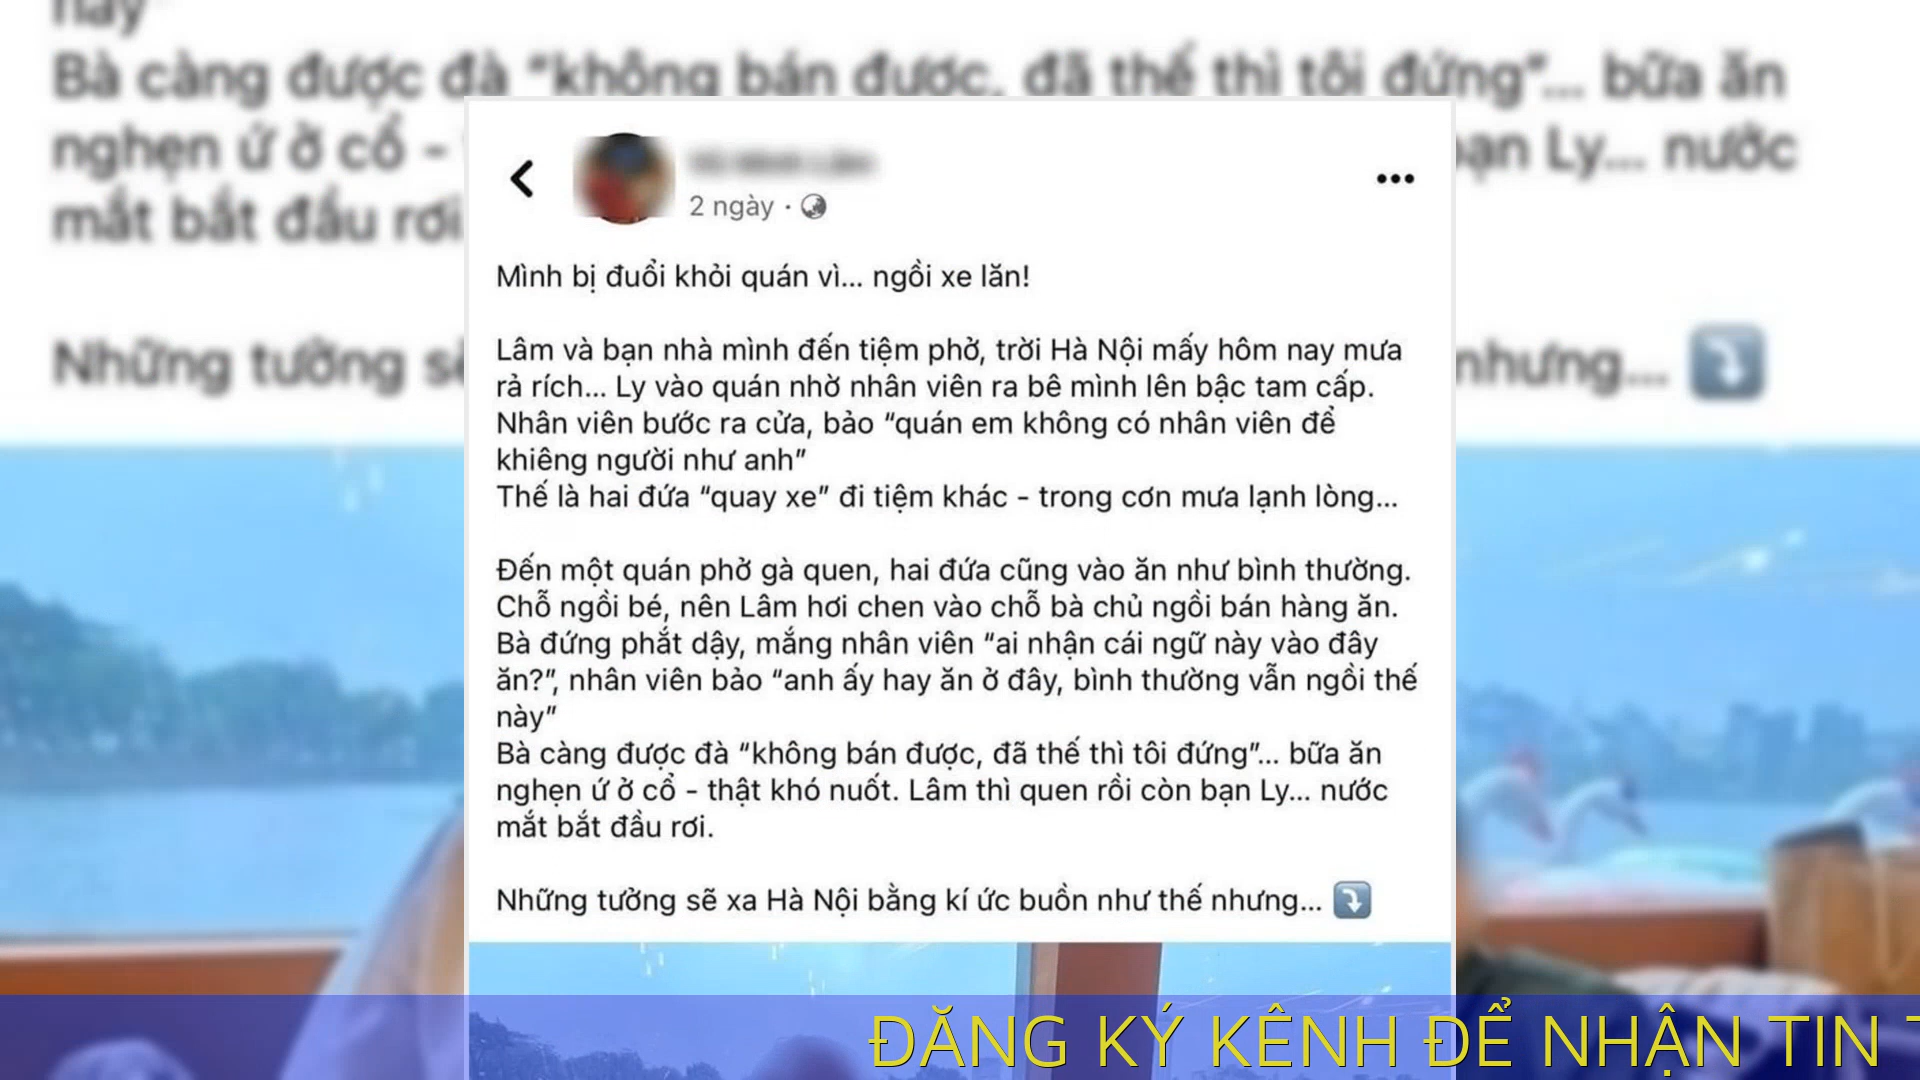 Bà càng được đà “không bán được, đã thế thì tôi đứng”... bữa ăn
nghẹn ứ ở cổ -
bạn Ly... nước
mắt bắt đầu rơi
Những tưởng sẽ
nhưng...
2 ngày
Mình bị đuổi khỏi quán vì... ngồi xe lăn!
Lâm và bạn nhà mình đến tiệm phở, trời Hà Nội mấy hôm nay mưa
rả rích... Ly vào quán nhờ nhân viên ra bê mình lên bậc tam cấp.
Nhân viên bước ra cửa, bảo “quán em không có nhân viên để
khiêng người như anh”
Thế là hai đứa “quay xe” đi tiệm khác - trong cơn mưa lạnh lòng...
Đến một quán phở gà quen, hai đứa cũng vào ăn như bình thường.
Chỗ ngồi bé, nên Lâm hơi chen vào chỗ bà chủ ngồi bán hàng ăn.
Bà đứng phắt dậy, mắng nhân viên “ai nhận cái ngữ này vào đây
ăn?”, nhân viên bảo “anh ấy hay ăn ở đây, bình thường vẫn ngồi thế
này”
Bà càng được đà “không bán được, đã thế thì tôi đứng”... bữa ăn
nghẹn ứ ở cổ - thật khó nuốt. Lâm thì quen rồi còn bạn Ly... nước
mắt bắt đầu rơi.
Những tưởng sẽ xa Hà Nội bằng kí ức buồn như thế nhưng...
ĐĂNG KÝ KÊNH ĐỂ NHẬN TIN